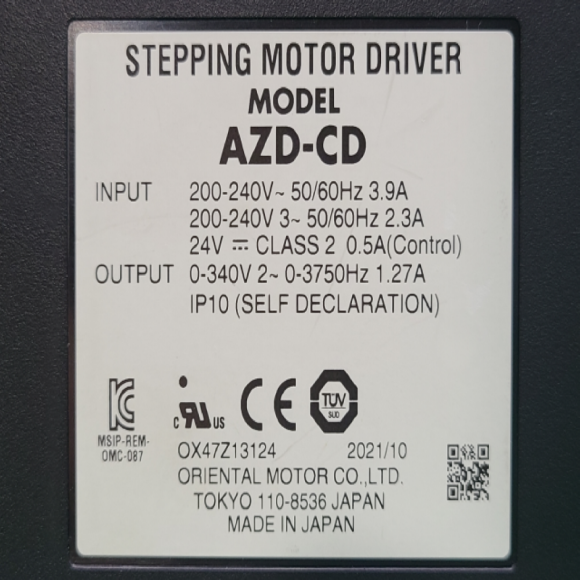 STEPPING MOTOR DRIVER
MODEL
AZD-CD
INPUT 200-240V~ 50/60Hz 3.9A
200-240V 3~ 50/60Hz 2.3A
24V ⎓ CLASS 2 0.5A(Control)
OUTPUT 0-340V 2~ 0-3750Hz 1.27A
IP10 (SELF DECLARATION)
MSIP-REM-
OMC-087
c RU US CE TÜV
SÜD
OX47Z13124 2021/10
ORIENTAL MOTOR CO.,LTD.
TOKYO 110-8536 JAPAN
MADE IN JAPAN